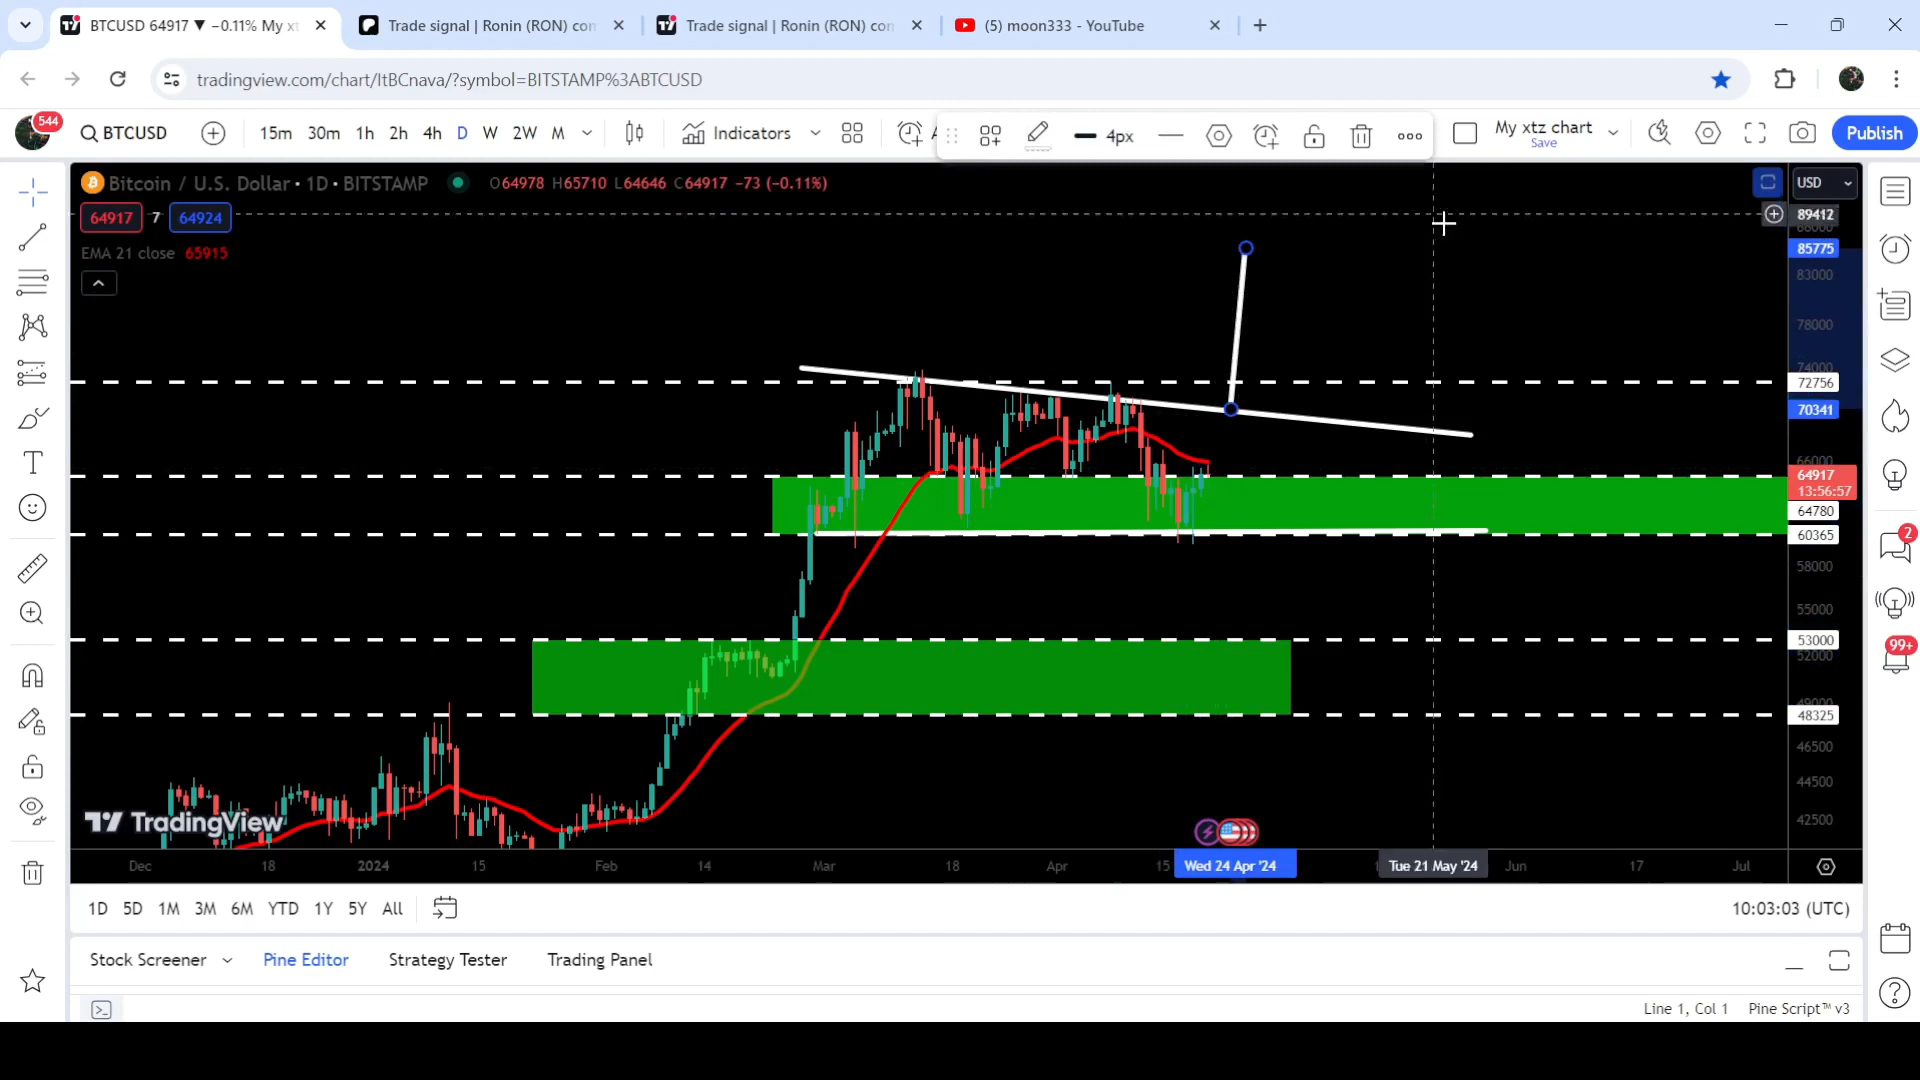 BTCUSD 64917 ▼ −0.11% My xt
Trade signal | Ronin (RON) con
Trade signal | Ronin (RON) con
(5) moon333 - YouTube
tradingview.com/chart/ItBCnava/?symbol=BITSTAMP%3ABTCUSD
544
BTCUSD
15m 30m 1h 2h 4h D W 2W M
Indicators
4px
My xtz chart
Save
Publish
Bitcoin / U.S. Dollar • 1D • BITSTAMP
O64978 H65710 L64646 C64917 −73 (−0.11%)
USD
64917 7 64924
89412
88000
EMA 21 close 65915
85775
83000
78000
74000
72756
70341
66000
64917
13:56:57
64780
60365
58000
55000
53000
52000
49000
48325
46500
44500
42500
2
99+
TradingView
Dec 18 2024 15 Feb 14 Mar 18 Apr 15 Wed 24 Apr '24 Tue 21 May '24 Jun 17 Jul
1D 5D 1M 3M 6M YTD 1Y 5Y All
10:03:03 (UTC)
Stock Screener Pine Editor Strategy Tester Trading Panel
Line 1, Col 1 Pine Script™ v3